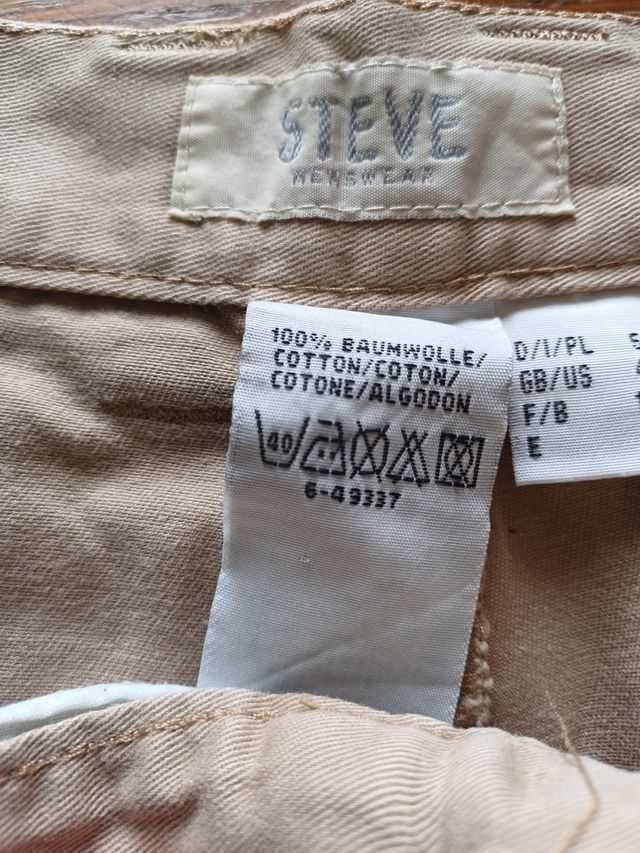 STEVE
MENSWEAR
100% BAUMWOLLE/
COTTON/COTON/
COTONE/ALGODON
40
6-49337
D/I/PL
GB/US
F/B
E